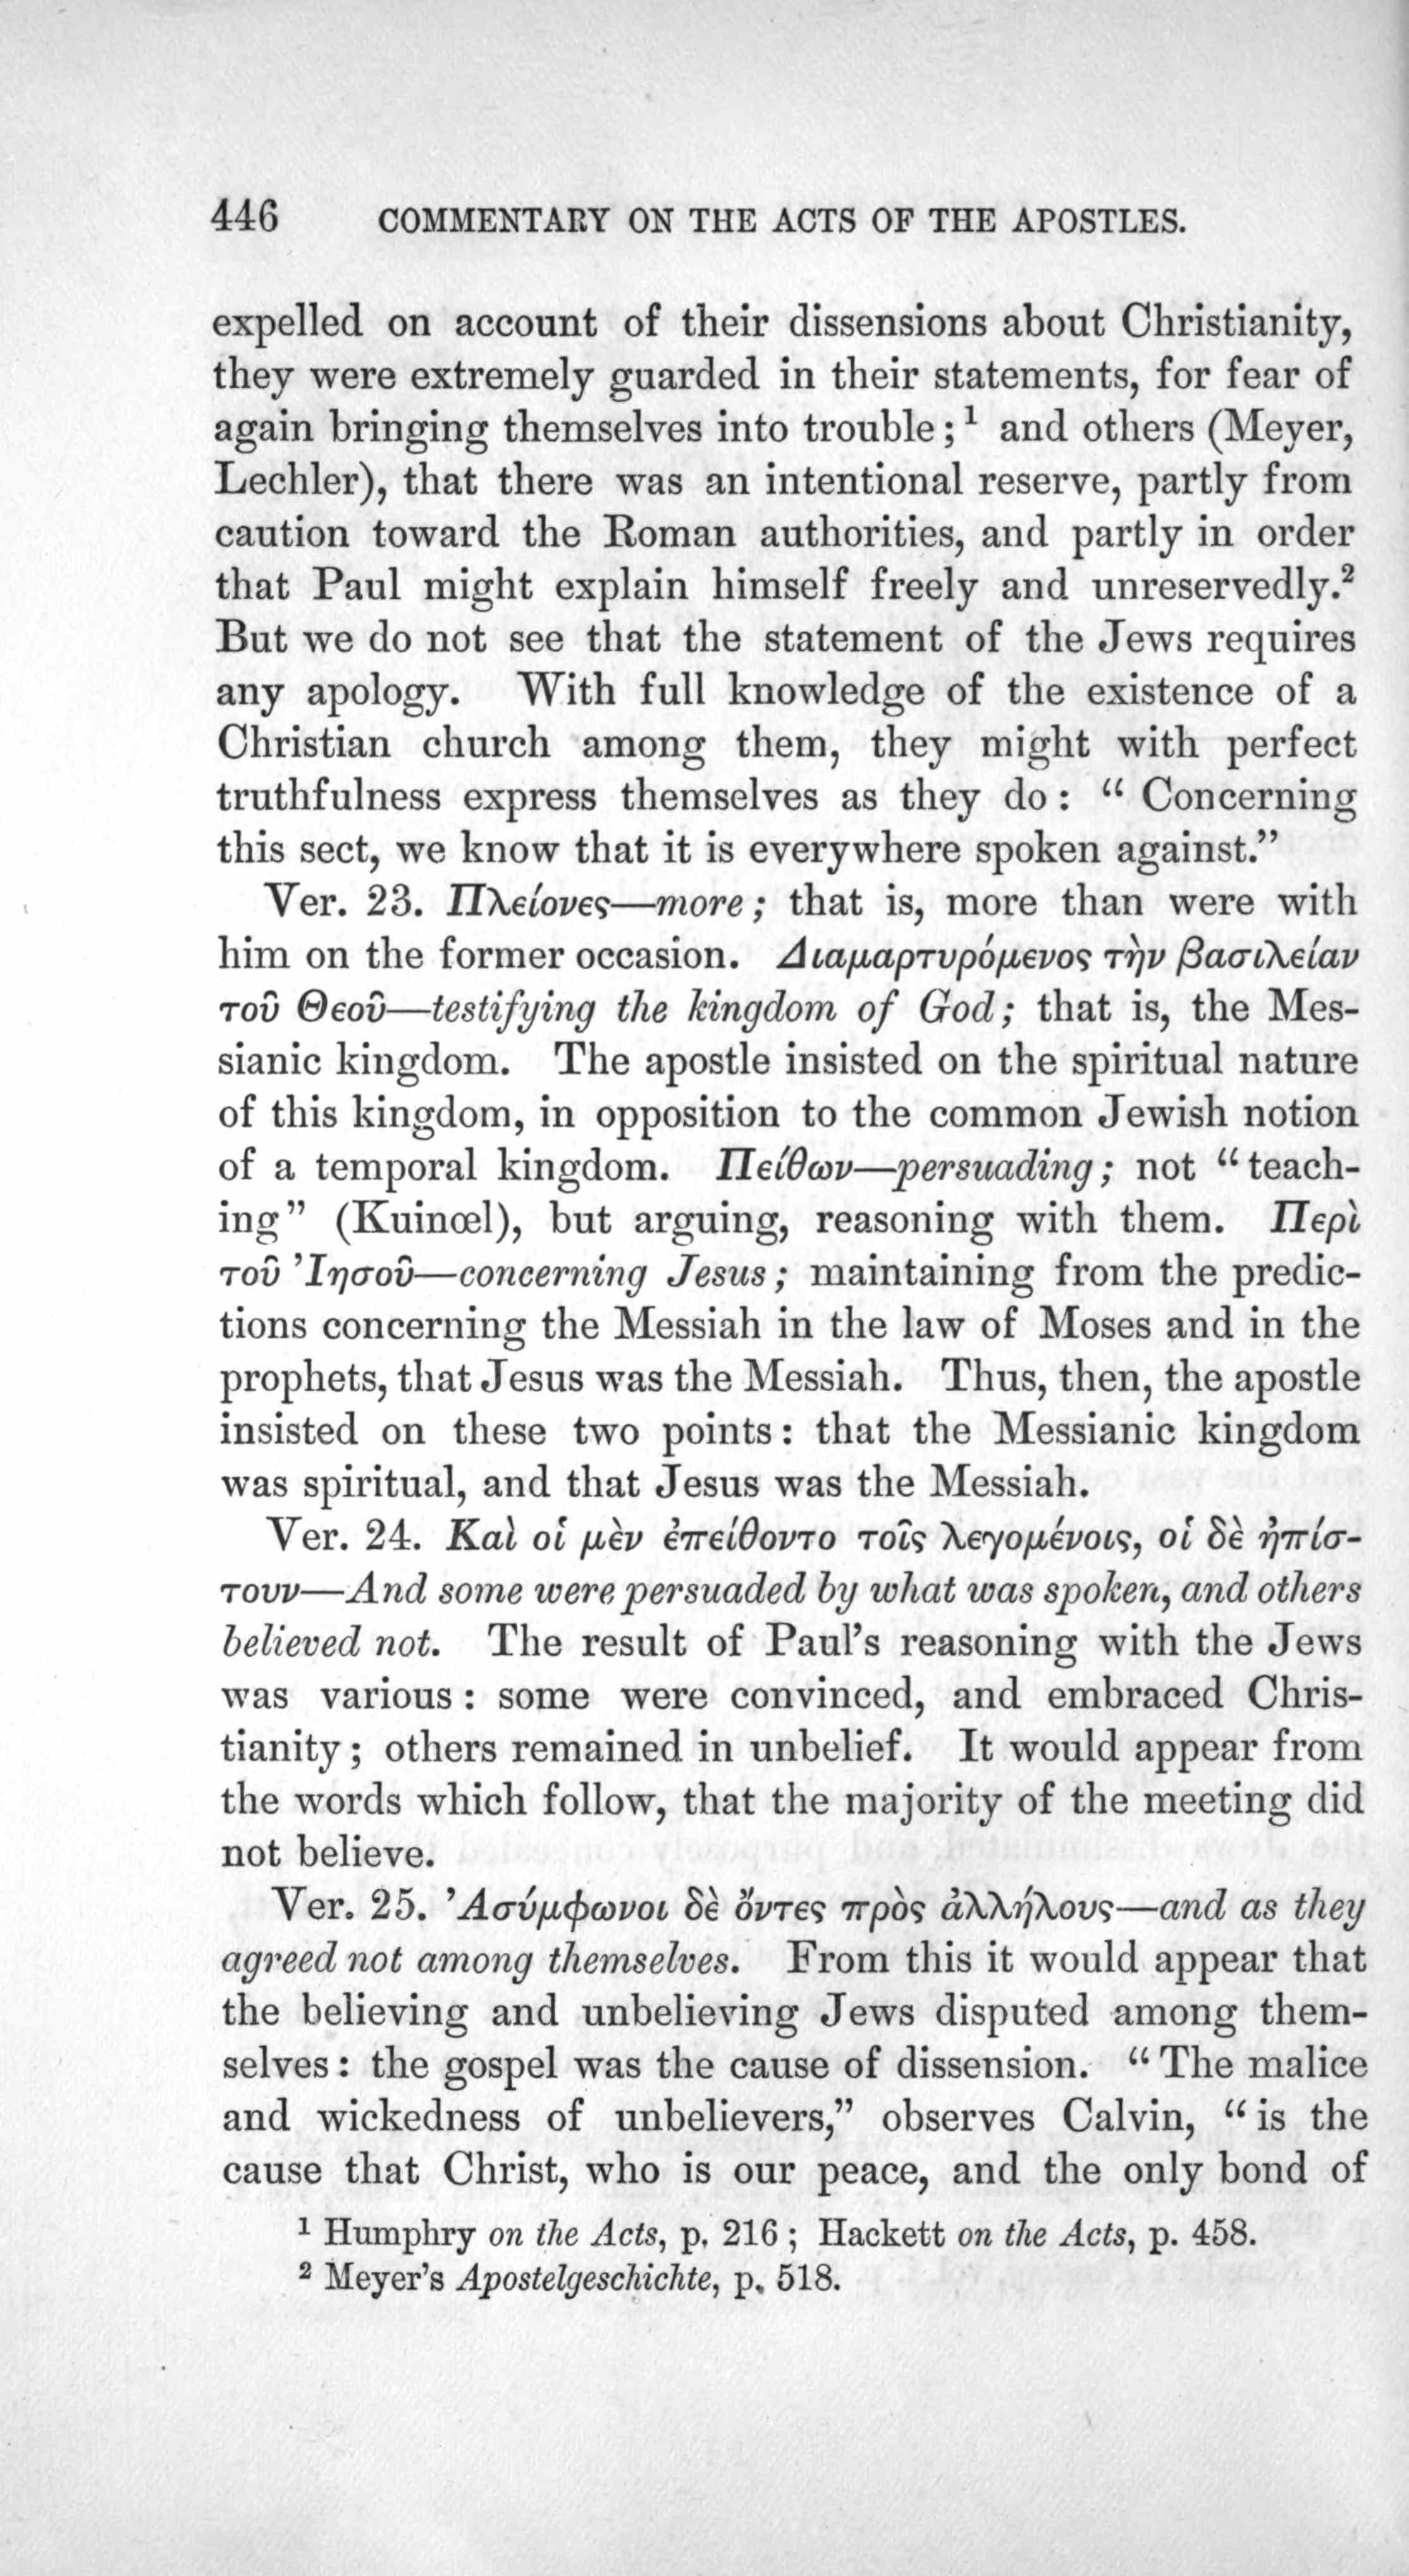 446 COMMENTARY ON THE ACTS OF THE APOSTLES.
expelled on account of their dissensions about Christianity,
they were extremely guarded in their statements, for fear of
again bringing themselves into trouble;¹ and others (Meyer,
Lechler), that there was an intentional reserve, partly from
caution toward the Roman authorities, and partly in order
that Paul might explain himself freely and unreservedly.²
But we do not see that the statement of the Jews requires
any apology. With full knowledge of the existence of a
Christian church among them, they might with perfect
truthfulness express themselves as they do: “Concerning
this sect, we know that it is everywhere spoken against.”
Ver. 23. Πλείονες—more; that is, more than were with
him on the former occasion. Διαμαρτυρόμενος τὴν βασιλείαν
τοῦ Θεοῦ—testifying the kingdom of God; that is, the Mes-
sianic kingdom. The apostle insisted on the spiritual nature
of this kingdom, in opposition to the common Jewish notion
of a temporal kingdom. Πείθων—persuading; not “teach-
ing” (Kuinœl), but arguing, reasoning with them. Περὶ
τοῦ Ἰησοῦ—concerning Jesus; maintaining from the predic-
tions concerning the Messiah in the law of Moses and in the
prophets, that Jesus was the Messiah. Thus, then, the apostle
insisted on these two points: that the Messianic kingdom
was spiritual, and that Jesus was the Messiah.
Ver. 24. Καὶ οἱ μὲν ἐπείθοντο τοῖς λεγομένοις, οἱ δὲ ἠπίσ-
τουν—And some were persuaded by what was spoken, and others
believed not. The result of Paul’s reasoning with the Jews
was various: some were convinced, and embraced Chris-
tianity; others remained in unbelief. It would appear from
the words which follow, that the majority of the meeting did
not believe.
Ver. 25. Ἀσύμφωνοι δὲ ὄντες πρὸς ἀλλήλους—and as they
agreed not among themselves. From this it would appear that
the believing and unbelieving Jews disputed among them-
selves: the gospel was the cause of dissension. “The malice
and wickedness of unbelievers,” observes Calvin, “is the
cause that Christ, who is our peace, and the only bond of
¹ Humphry on the Acts, p. 216; Hackett on the Acts, p. 458.
² Meyer’s Apostelgeschichte, p. 518.